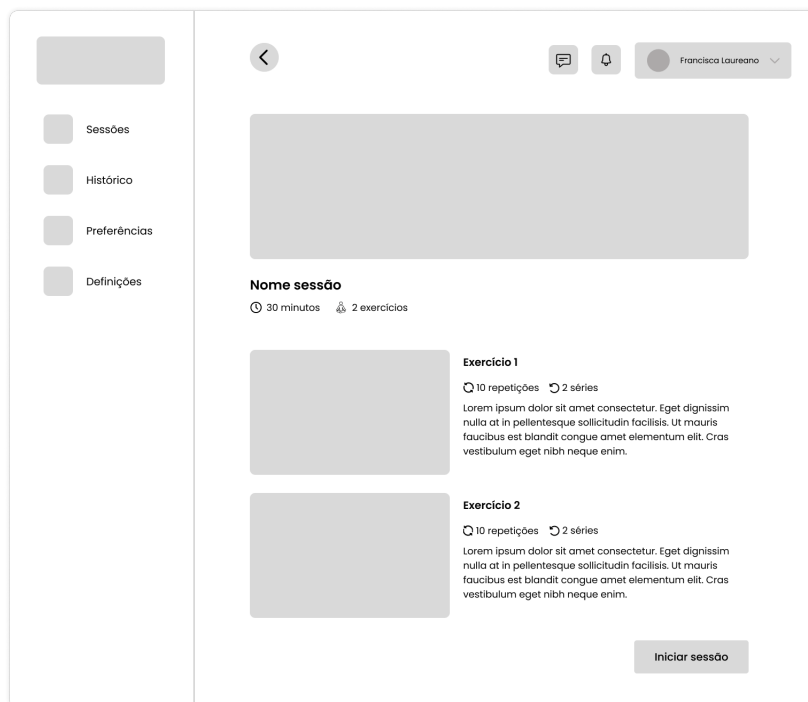 Francisca Laureano
Sessões
Histórico
Preferências
Definições
Nome sessão
30 minutos 2 exercícios
Exercício 1
10 repetições 2 séries
Lorem ipsum dolor sit amet consectetur. Eget dignissim
nulla at in pellentesque sollicitudin facilisis. Ut mauris
faucibus est blandit congue amet elementum elit. Cras
vestibulum eget nibh neque enim.
Exercício 2
10 repetições 2 séries
Lorem ipsum dolor sit amet consectetur. Eget dignissim
nulla at in pellentesque sollicitudin facilisis. Ut mauris
faucibus est blandit congue amet elementum elit. Cras
vestibulum eget nibh neque enim.
Iniciar sessão